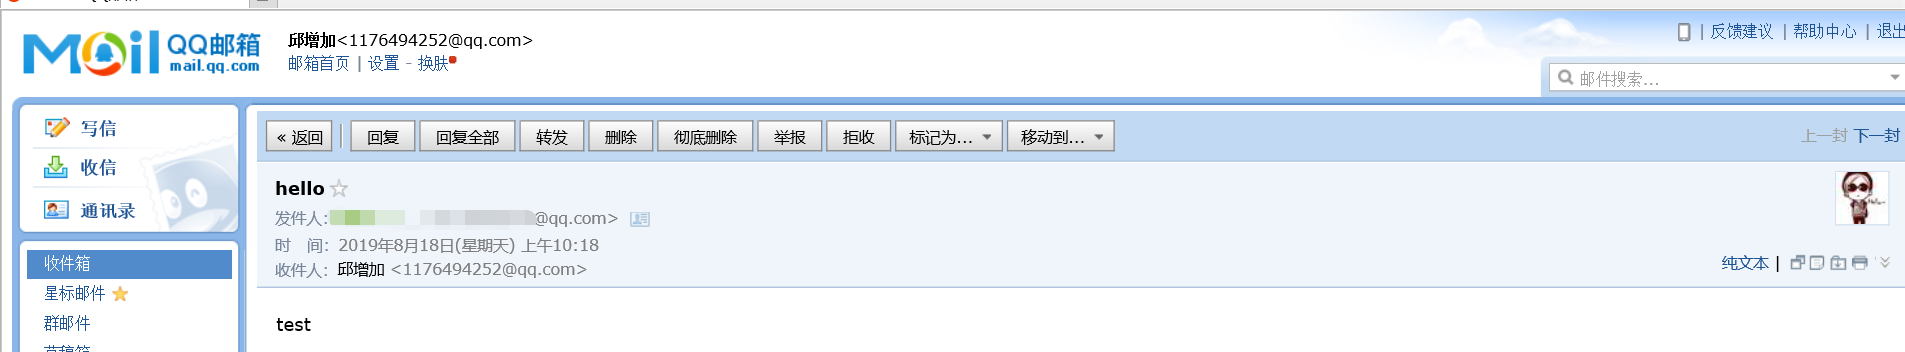 Mail QQ邮箱
mail.qq.com
邱增加<1176494252@qq.com>
邮箱首页 | 设置 - 换肤
| 反馈建议 | 帮助中心 | 退出
邮件搜索...
写信
收信
通讯录
« 返回 回复 回复全部 转发 删除 彻底删除 举报 拒收 标记为... 移动到...
上一封 下一封
hello
发件人: @qq.com>
时 间: 2019年8月18日(星期天) 上午10:18
收件人: 邱增加 <1176494252@qq.com>
纯文本 |
收件箱
星标邮件
群邮件
test